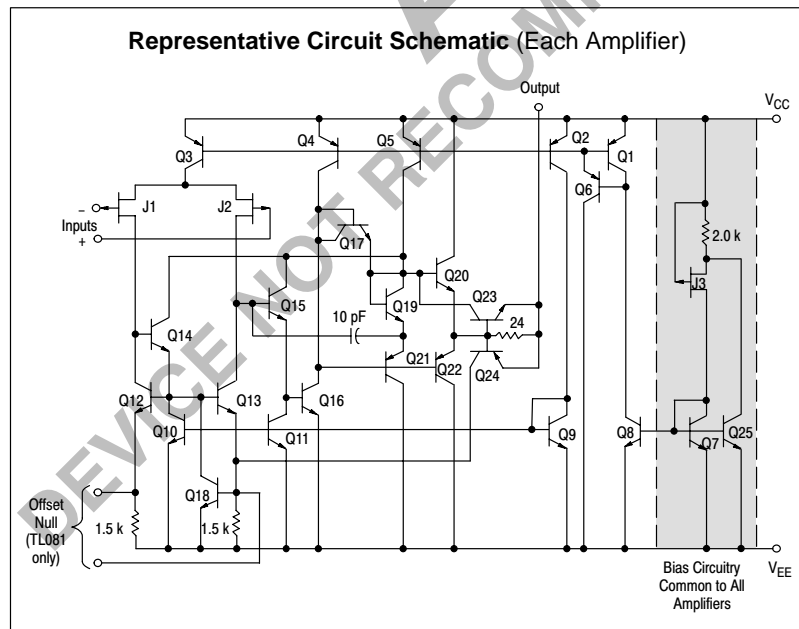 Representative Circuit Schematic (Each Amplifier)
Output
VCC
Q3
Q4
Q5
Q2
Q1
Q6
−
Inputs
+
J1
J2
Q17
2.0 k
J3
Q20
Q23
Q15
Q19
Q14
10 pF
24
Q21
Q22
Q24
Q12
Q13
Q16
Q10
Q11
Q9
Q8
Q7
Q25
Q18
Offset
Null
(TL081
only)
1.5 k
1.5 k
Bias Circuitry
Common to All
Amplifiers
VEE
DEVICE NOT RECOM